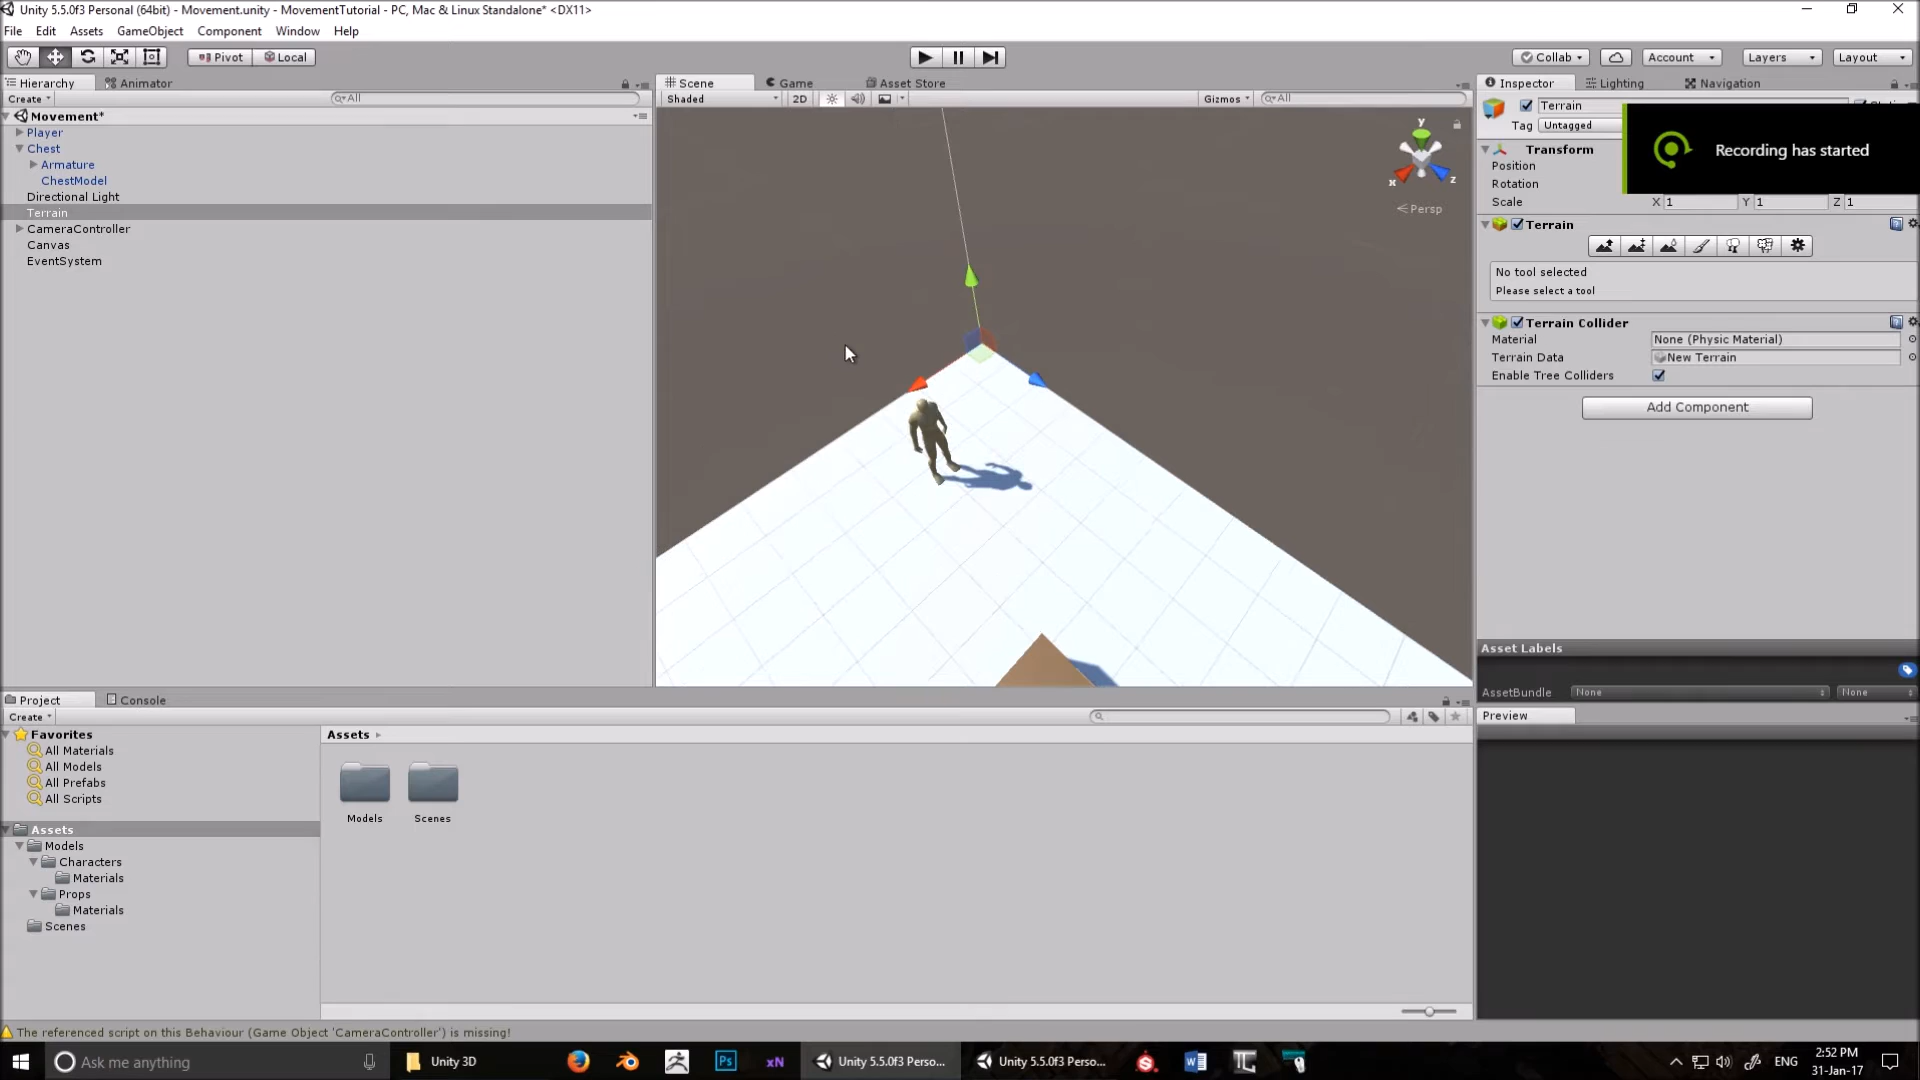 Unity 5.5.0f3 Personal (64bit) - Movement.unity - MovementTutorial - PC, Mac & Linux Standalone* <DX11>
File Edit Assets GameObject Component Window Help
Pivot Local Collab Account Layers Layout
Hierarchy Animator Scene Game Asset Store Inspector Lighting Navigation
Create All Shaded 2D Gizmos All
Movement*
Player
Chest
Armature
ChestModel
Directional Light
Terrain
CameraController
Canvas
EventSystem
y
x
z
Persp
Terrain
Tag Untagged
Recording has started
Transform
Position
Rotation
Scale X 1 Y 1 Z 1
Terrain
No tool selected
Please select a tool
Terrain Collider
Material None (Physic Material)
Terrain Data New Terrain
Enable Tree Colliders
Add Component
Asset Labels
AssetBundle None None
Preview
Project Console
Create
Favorites
All Materials
All Models
All Prefabs
All Scripts
Assets
Models
Characters
Materials
Props
Materials
Scenes
Assets
Models Scenes
The referenced script on this Behaviour (Game Object 'CameraController') is missing!
Ask me anything Unity 3D Ps xN Unity 5.5.0f3 Perso... Unity 5.5.0f3 Perso... ENG 2:52 PM
31-Jan-17